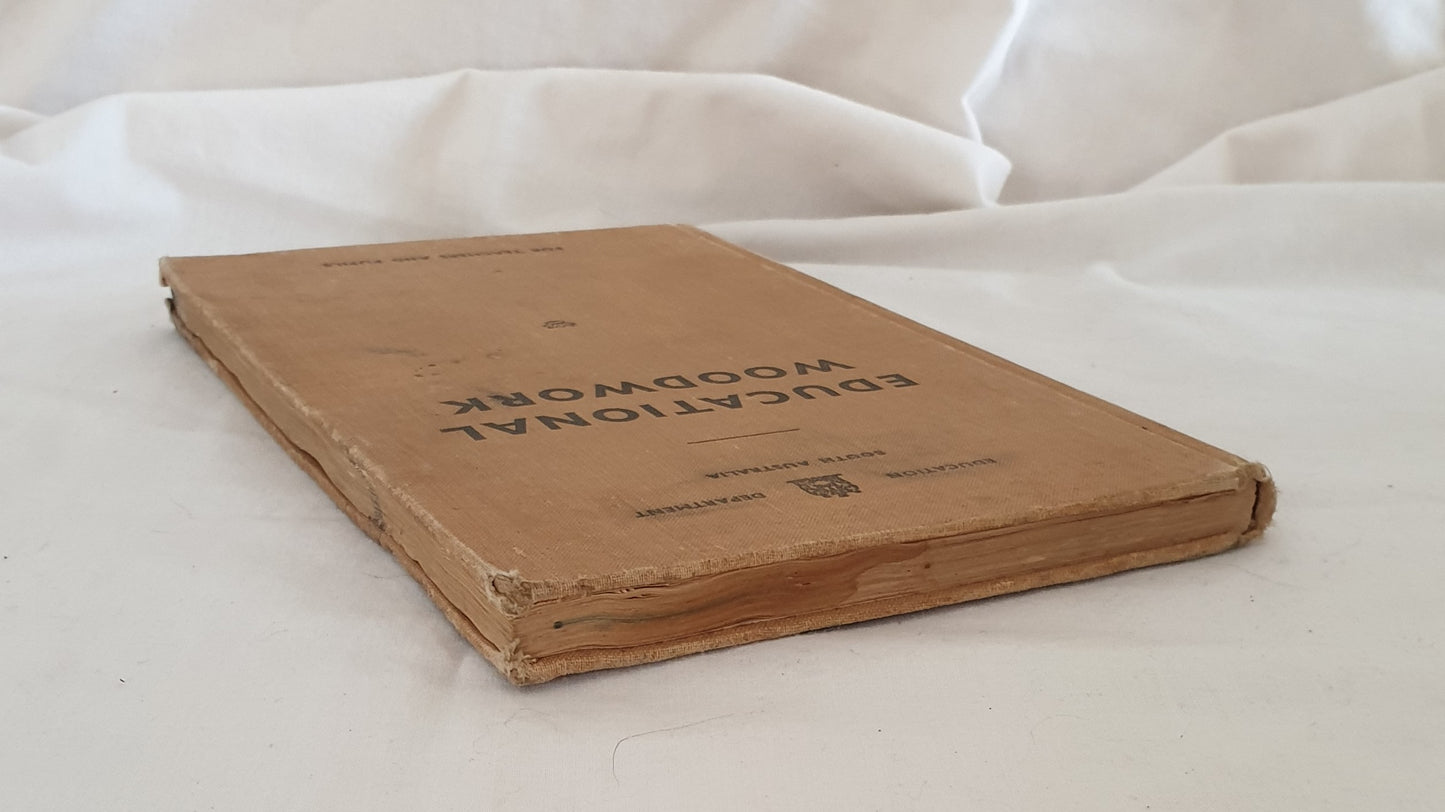 EDUCATION DEPARTMENT
SOUTH AUSTRALIA
EDUCATIONAL
WOODWORK
FOR TEACHERS AND PUPILS